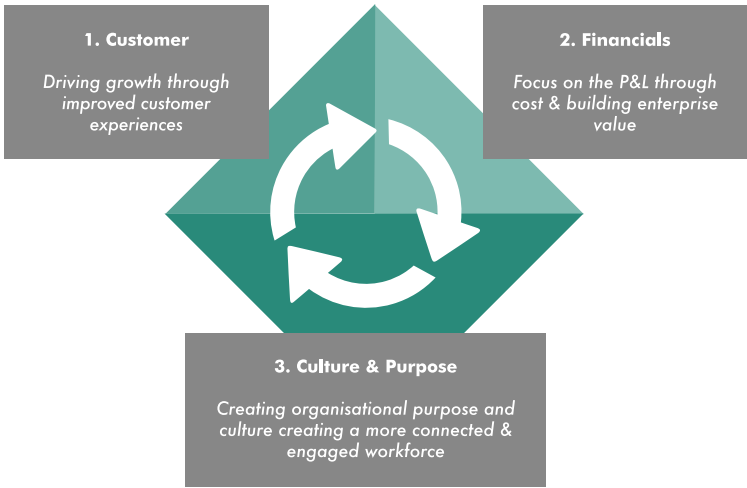 1. Customer
Driving growth through
improved customer
experiences
2. Financials
Focus on the P&L through
cost & building enterprise
value
3. Culture & Purpose
Creating organisational purpose and
culture creating a more connected &
engaged workforce